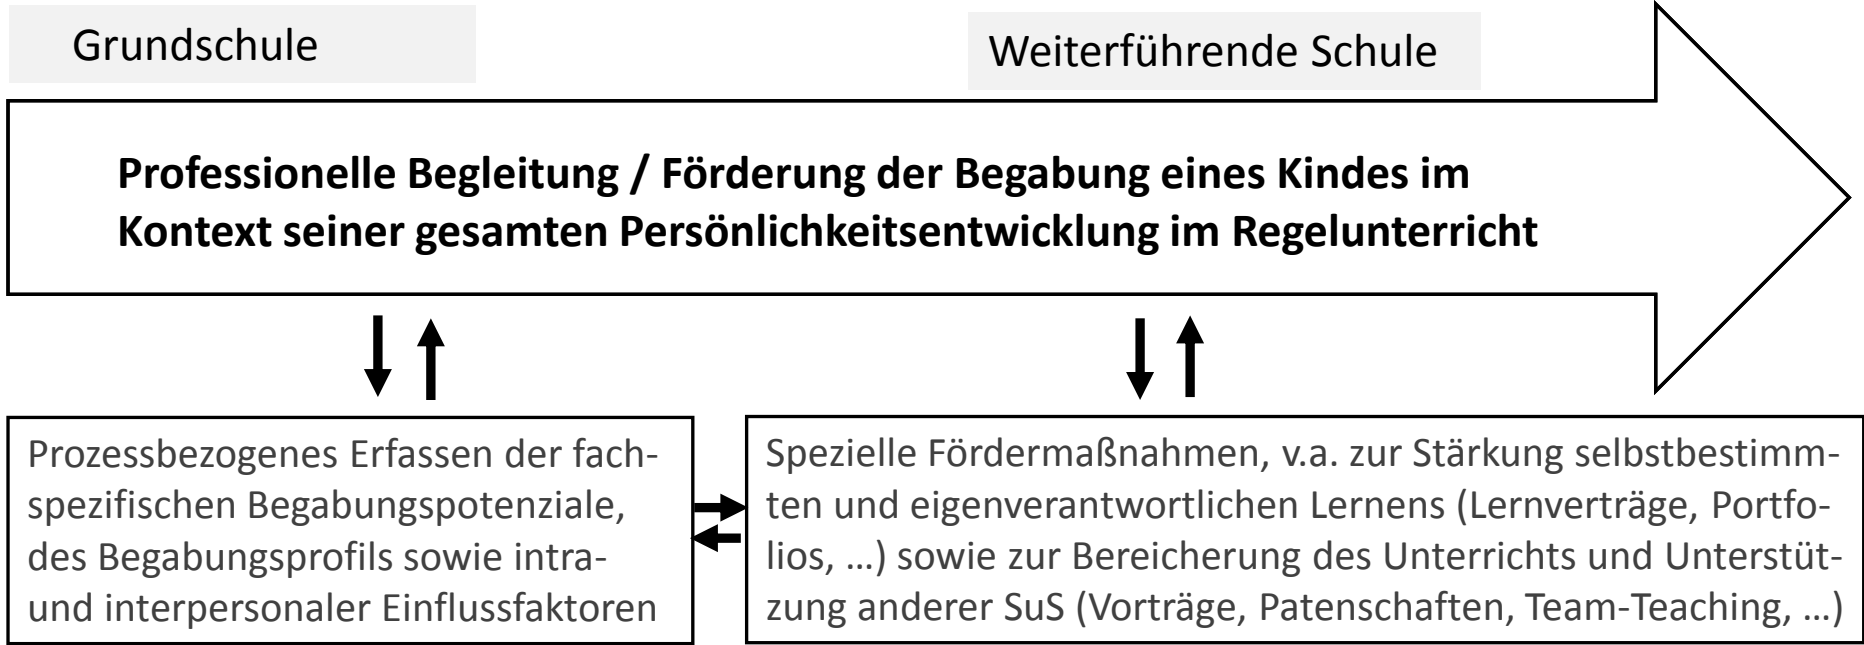 Grundschule
Weiterführende Schule
Professionelle Begleitung / Förderung der Begabung eines Kindes im
Kontext seiner gesamten Persönlichkeitsentwicklung im Regelunterricht
Prozessbezogenes Erfassen der fach-
spezifischen Begabungspotenziale,
des Begabungsprofils sowie intra-
und interpersonaler Einflussfaktoren
Spezielle Fördermaßnahmen, v.a. zur Stärkung selbstbestimm-
ten und eigenverantwortlichen Lernens (Lernverträge, Portfo-
lios, …) sowie zur Bereicherung des Unterrichts und Unterstüt-
zung anderer SuS (Vorträge, Patenschaften, Team-Teaching, …)